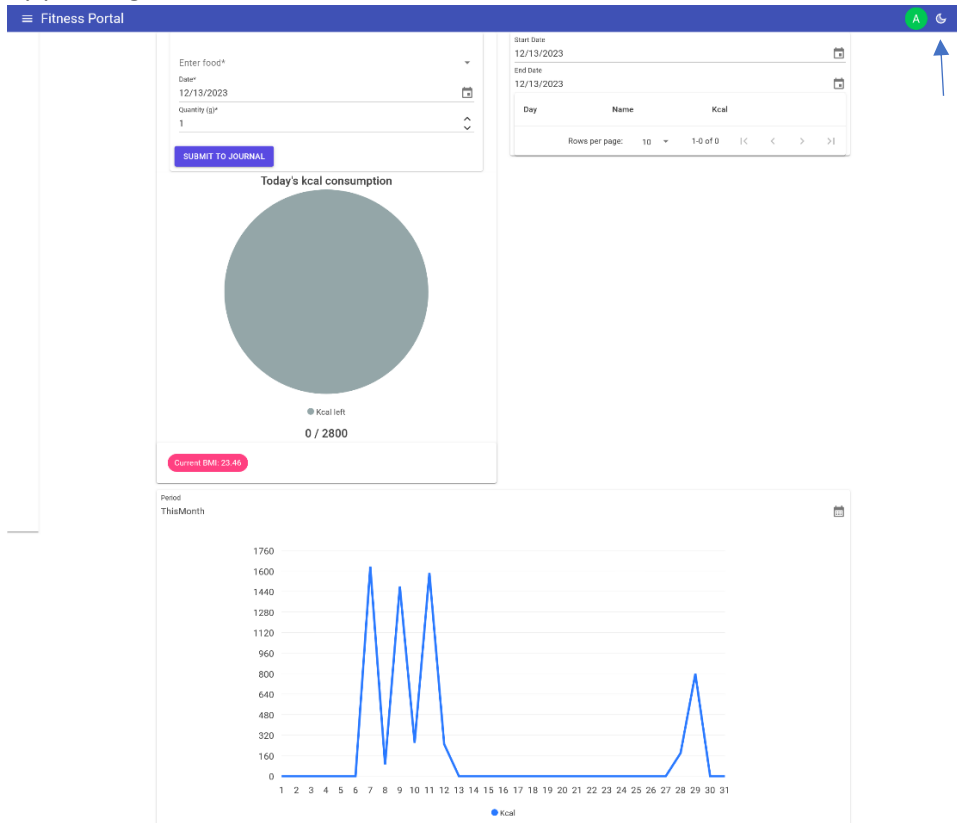 Fitness Portal
A
Enter food*
Date*
12/13/2023
Quantity (g)*
1
SUBMIT TO JOURNAL
Today's kcal consumption
Kcal left
0 / 2800
Current BMI: 23.46
Start Date
12/13/2023
End Date
12/13/2023
Day Name Kcal
Rows per page: 10 1-0 of 0
Period
ThisMonth
1760
1600
1440
1280
1120
960
800
640
480
320
160
0
1 2 3 4 5 6 7 8 9 10 11 12 13 14 15 16 17 18 19 20 21 22 23 24 25 26 27 28 29 30 31
Kcal